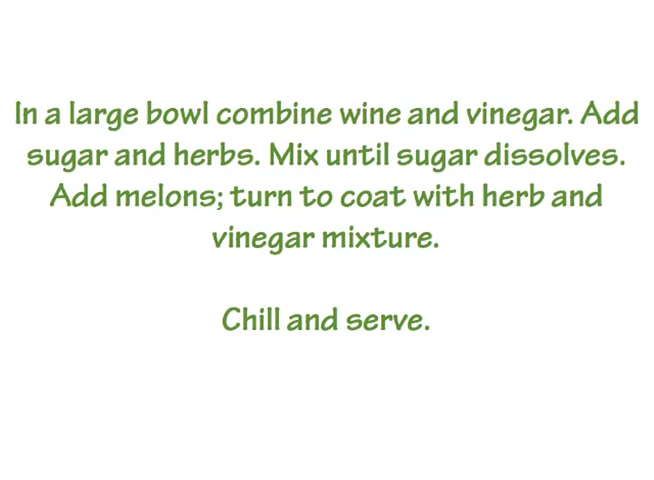 In a large bowl combine wine and vinegar. Add
sugar and herbs. Mix until sugar dissolves.
Add melons; turn to coat with herb and
vinegar mixture.
Chill and serve.